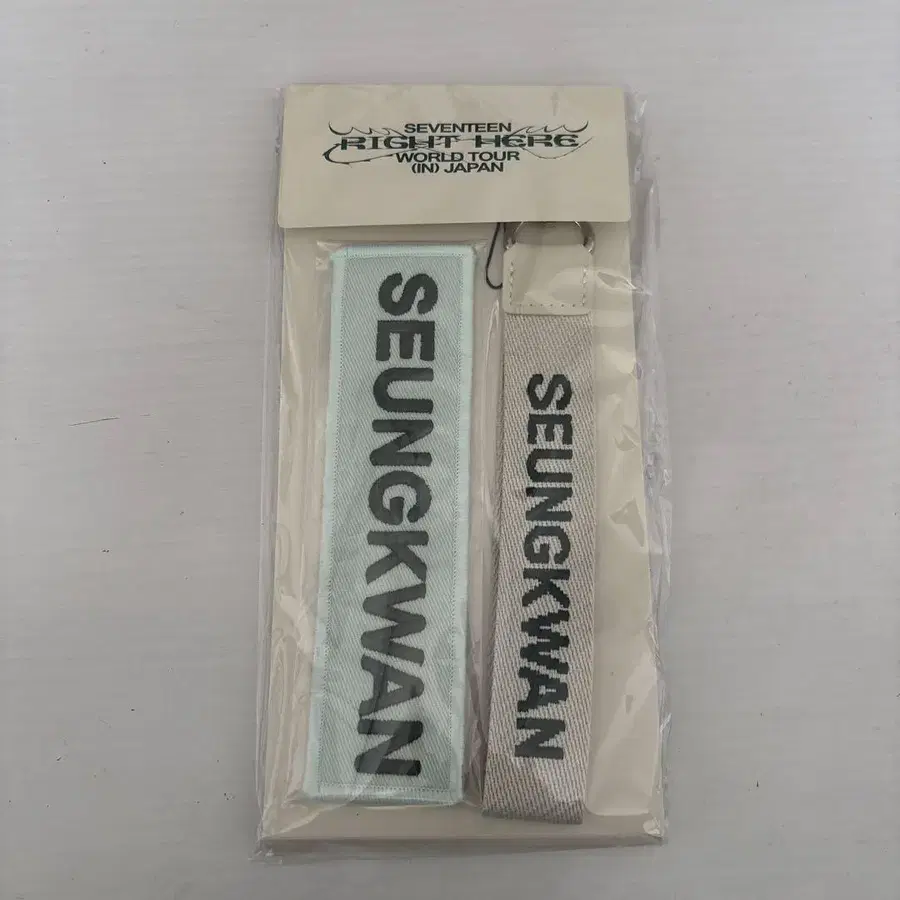 SEVENTEEN
RIGHT HERE
WORLD TOUR
(IN) JAPAN
SEUNGKWAN
SEUNGKWAN